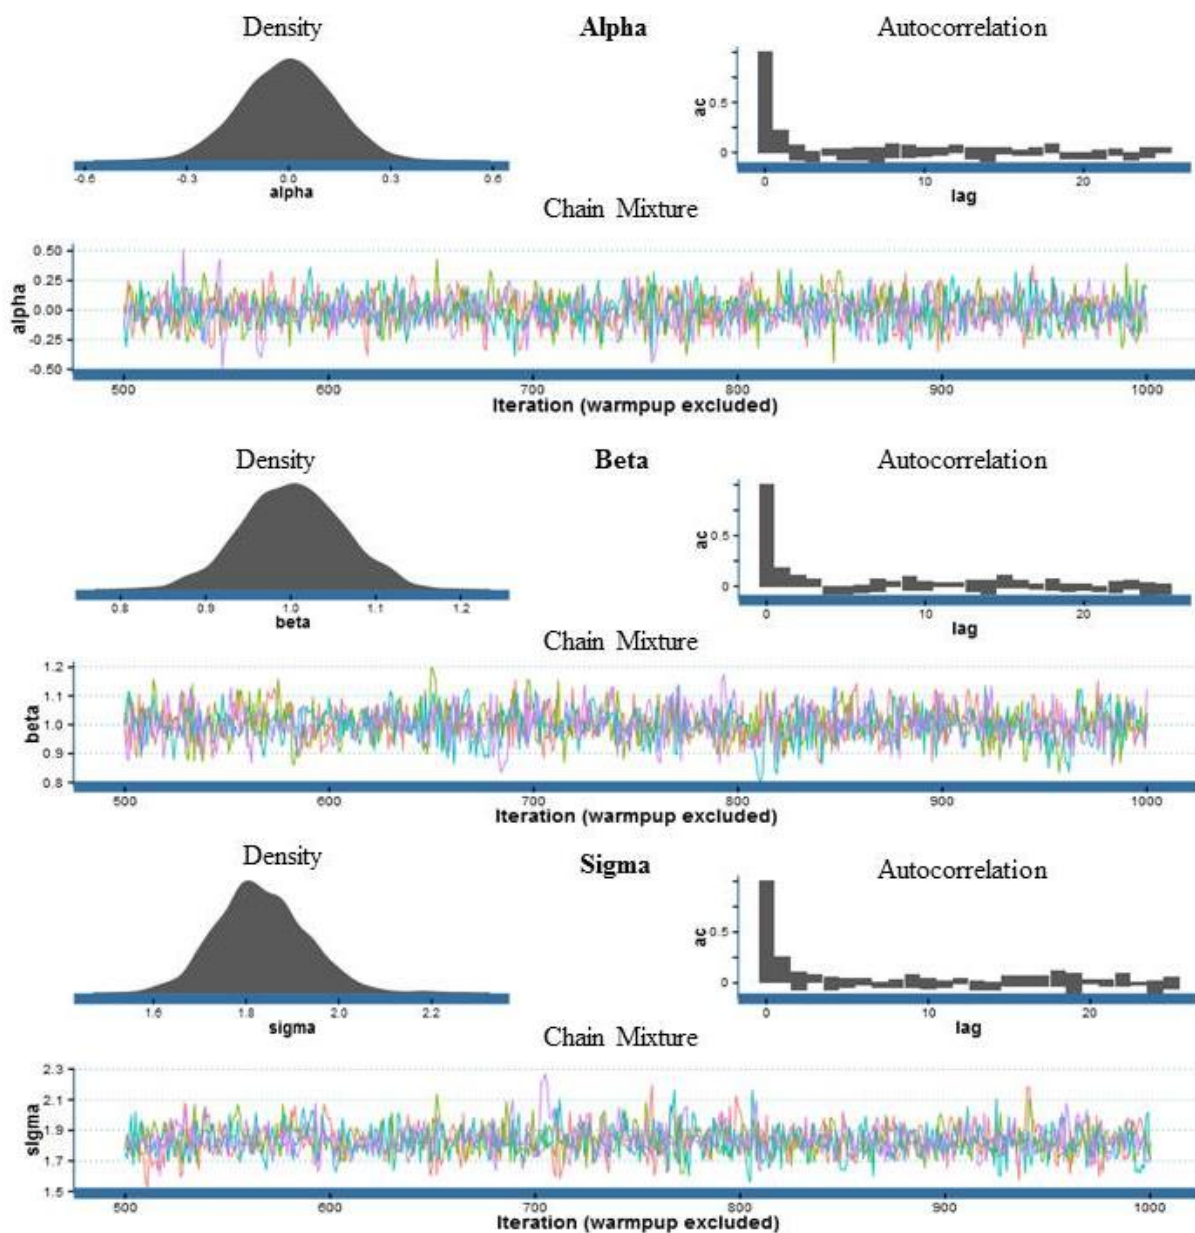 Density Alpha Autocorrelation
ac
0.5
0
-0.6 -0.3 0.0 0.3 0.6
alpha
0 10 20
lag
Chain Mixture
alpha
0.50
0.25
0.00
-0.25
-0.50
500 600 700 800 900 1000
Iteration (warmpup excluded)
Density Beta Autocorrelation
ac
0.5
0
0.8 0.9 1.0 1.1 1.2
beta
0 10 20
lag
Chain Mixture
beta
1.2
1.1
1.0
0.9
0.8
500 600 700 800 900 1000
Iteration (warmpup excluded)
Density Sigma Autocorrelation
ac
0.5
0
1.6 1.8 2.0 2.2
sigma
0 10 20
lag
Chain Mixture
sigma
2.3
2.1
1.9
1.7
1.5
500 600 700 800 900 1000
Iteration (warmpup excluded)